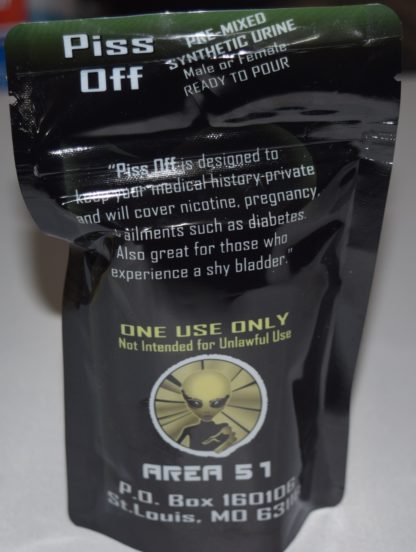 Piss
Off
PRE-MIXED
SYNTHETIC URINE
Male or Female
READY TO POUR
"Piss Off is designed to
keep your medical history private
and will cover nicotine, pregnancy,
ailments such as diabetes.
Also great for those who
experience a shy bladder."
ONE USE ONLY
Not Intended for Unlawful Use
AREA 51
P.O. Box 160106
St.Louis, MO